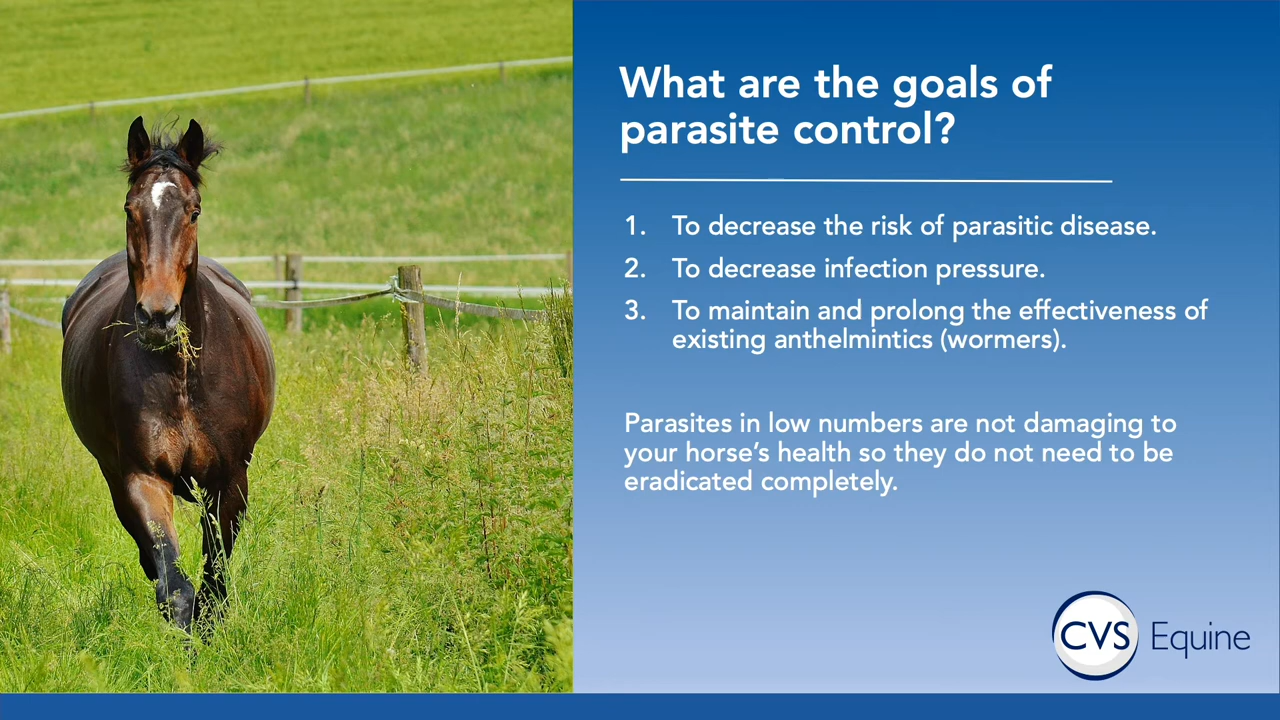 What are the goals of
parasite control?
1. To decrease the risk of parasitic disease.
2. To decrease infection pressure.
3. To maintain and prolong the effectiveness of
existing anthelmintics (wormers).
Parasites in low numbers are not damaging to
your horse’s health so they do not need to be
eradicated completely.
CVS Equine